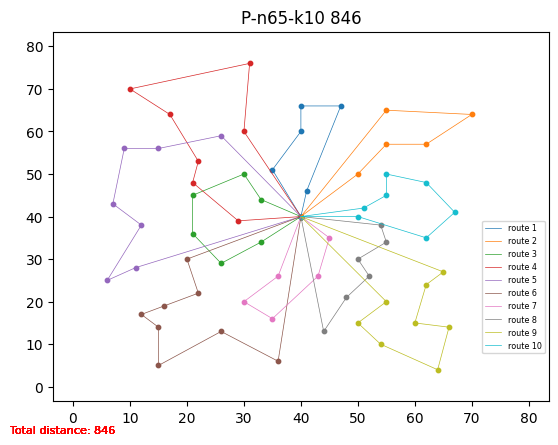 P-n65-k10 846
80
70
60
50
40
30
20
10
0
0 10 20 30 40 50 60 70 80
route 1
route 2
route 3
route 4
route 5
route 6
route 7
route 8
route 9
route 10
Total distance: 846